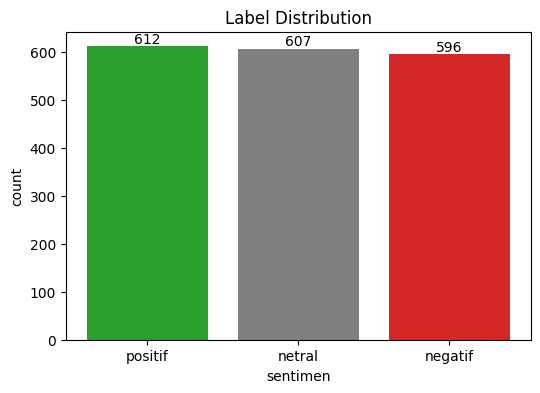 Label Distribution
612
607
596
600
500
400
300
200
100
0
count
positif
netral
negatif
sentimen